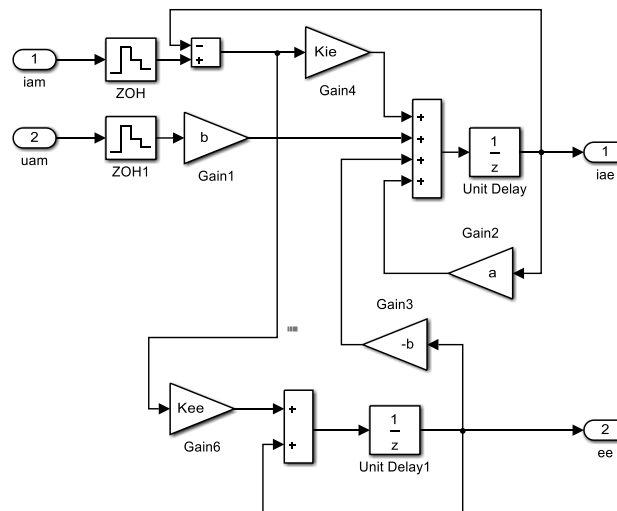 1
iam
ZOH
−
+
Kie
Gain4
2
uam
ZOH1
b
Gain1
+
+
+
+
1
z
Unit Delay
1
iae
Gain2
a
Gain3
-b
Kee
Gain6
+
+
1
z
Unit Delay1
2
ee